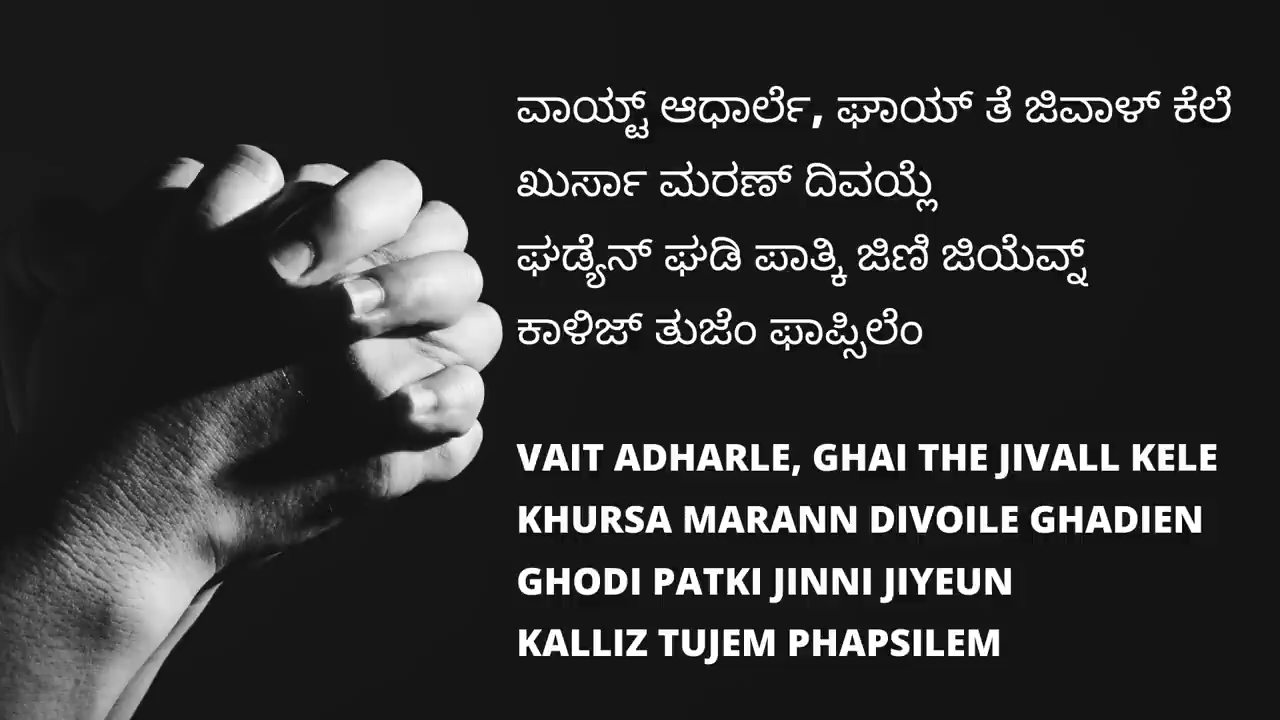 ವಾಯ್ಟ್ ಆಧಾರ್ಲೆ, ಘಾಯ್ ತೆ ಜಿವಾಳ್ ಕೆಲೆ
ಖುರ್ಸಾ ಮರಣ್ ದಿವಯ್ಲೆ
ಘಡ್ಯೆನ್ ಘಡಿ ಪಾತ್ಕಿ ಜಿಣಿ ಜಿಯೆವ್ನ್
ಕಾಳಿಜ್ ತುಜೆಂ ಫಾಪ್ಸಿಲೆಂ
VAIT ADHARLE, GHAI THE JIVALL KELE
KHURSA MARANN DIVOILE GHADIEN
GHODI PATKI JINNI JIYEUN
KALLIZ TUJEM PHAPSILEM